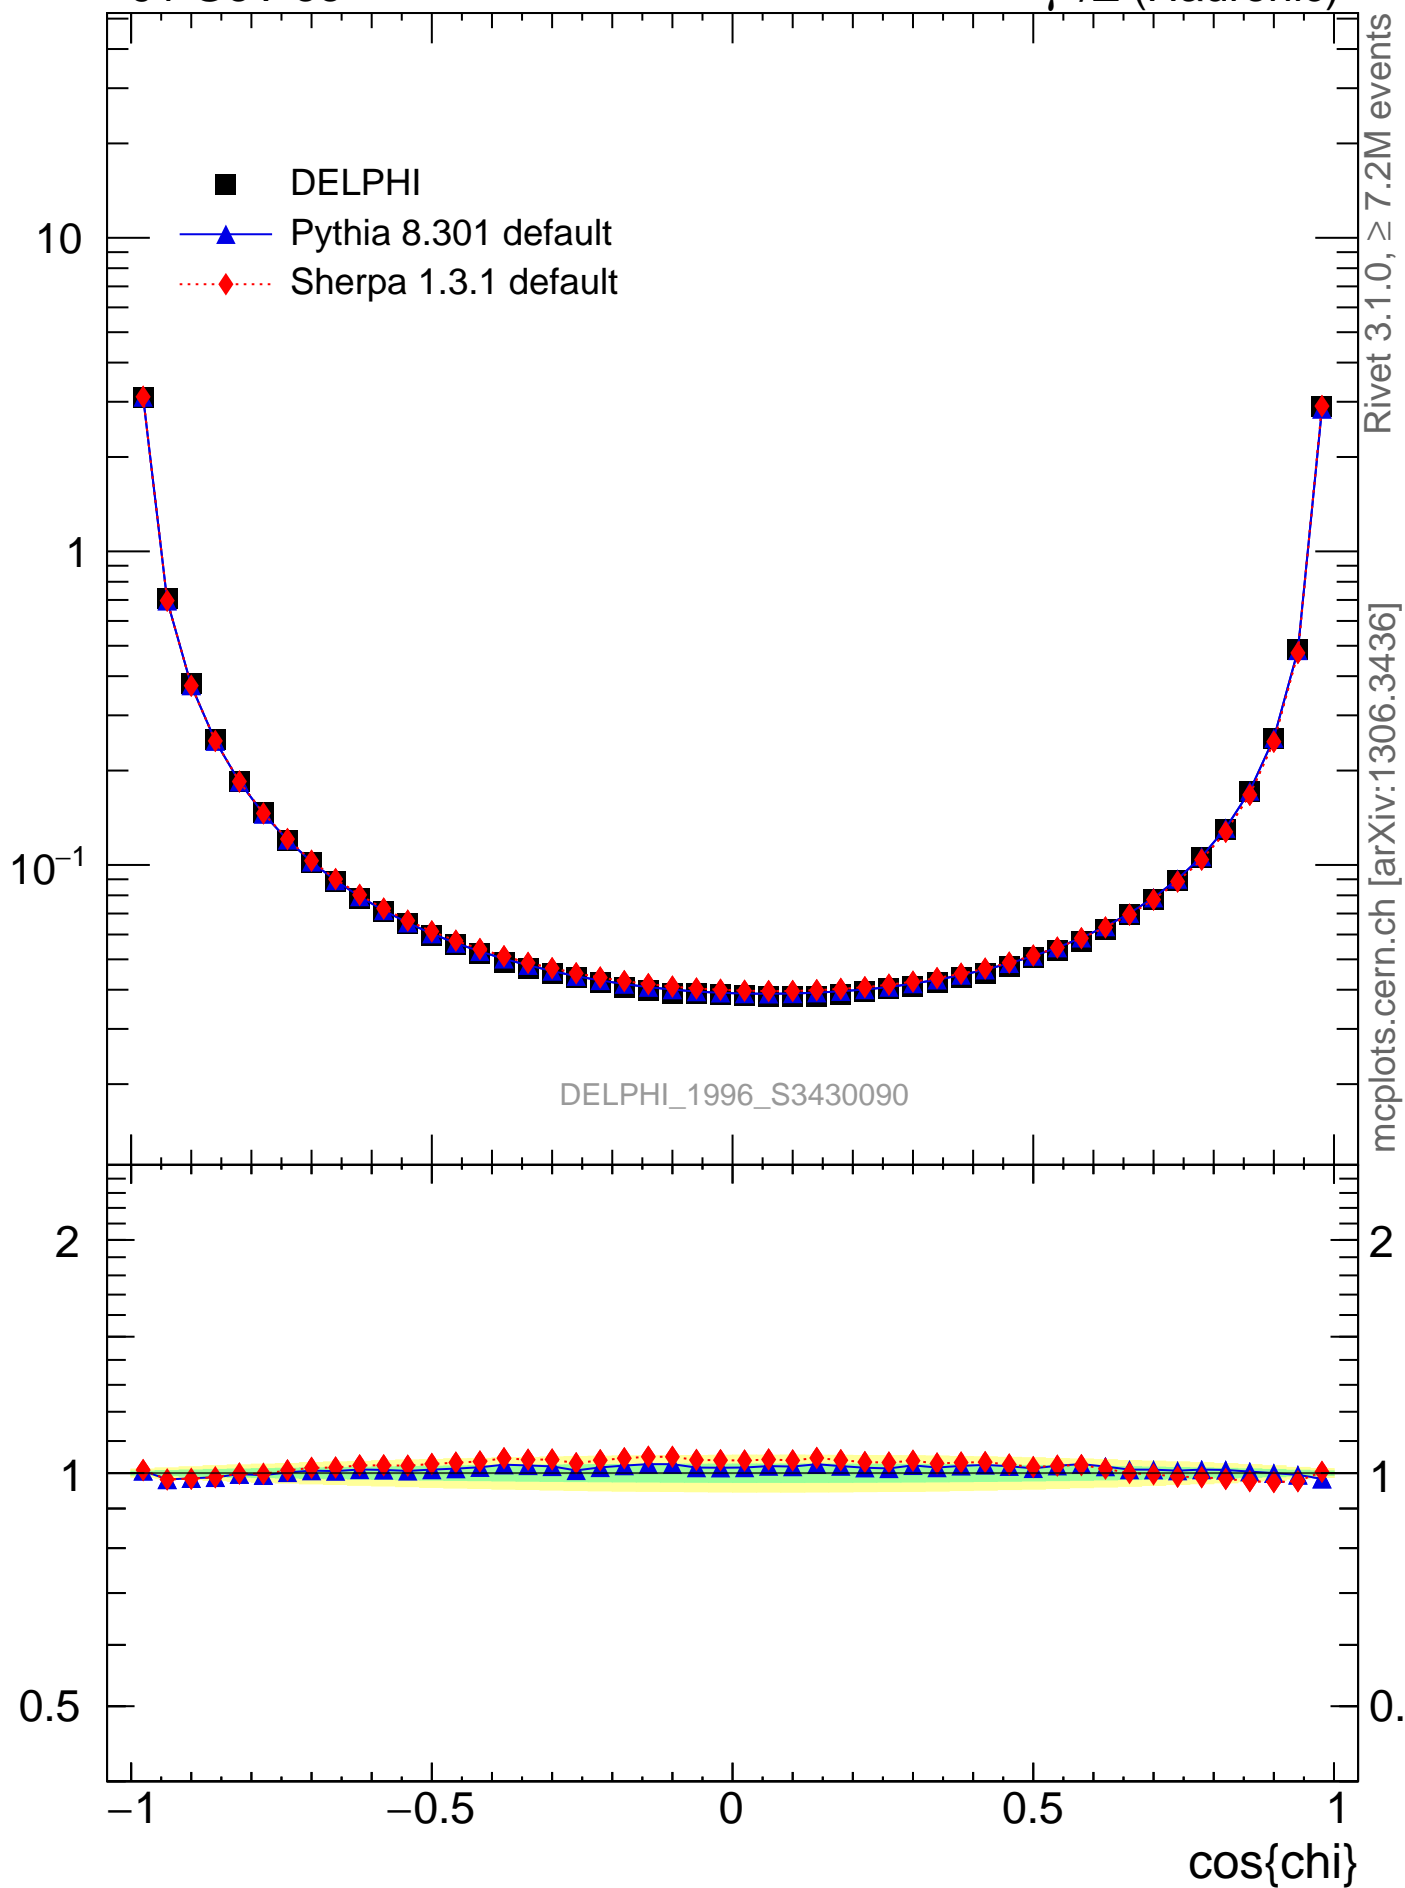 DELPHI
Pythia 8.301 default
Sherpa 1.3.1 default
10
1
10−1
DELPHI_1996_S3430090
Rivet 3.1.0, ≥ 7.2M events
mcplots.cern.ch [arXiv:1306.3436]
2
1
0.5
2
1
0.
−1
−0.5
0
0.5
1
cos{chi}